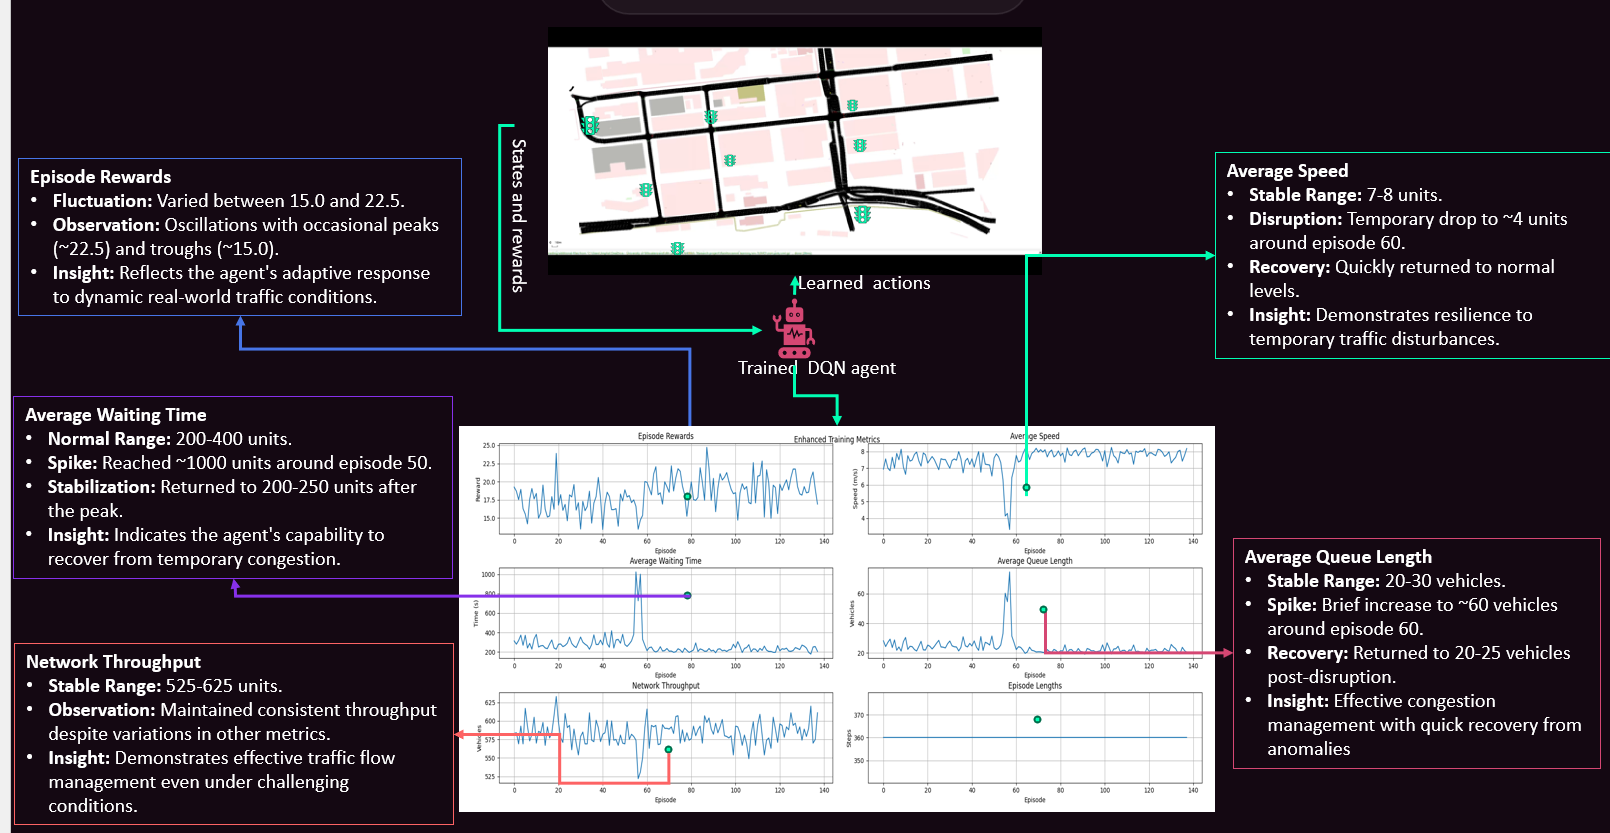 States and rewards
Learned  actions
Trained  DQN agent
Episode Rewards
• Fluctuation: Varied between 15.0 and 22.5.
• Observation: Oscillations with occasional peaks
(~22.5) and troughs (~15.0).
• Insight: Reflects the agent's adaptive response
to dynamic real-world traffic conditions.
Average Waiting Time
• Normal Range: 200-400 units.
• Spike: Reached ~1000 units around episode 50.
• Stabilization: Returned to 200-250 units after
the peak.
• Insight: Indicates the agent's capability to
recover from temporary congestion.
Network Throughput
• Stable Range: 525-625 units.
• Observation: Maintained consistent throughput
despite variations in other metrics.
• Insight: Demonstrates effective traffic flow
management even under challenging
conditions.
Average Speed
• Stable Range: 7-8 units.
• Disruption: Temporary drop to ~4 units
around episode 60.
• Recovery: Quickly returned to normal
levels.
• Insight: Demonstrates resilience to
temporary traffic disturbances.
Average Queue Length
• Stable Range: 20-30 vehicles.
• Spike: Brief increase to ~60 vehicles
around episode 60.
• Recovery: Returned to 20-25 vehicles
post-disruption.
• Insight: Effective congestion
management with quick recovery from
anomalies
Enhanced Training Metrics
Episode Rewards
Reward
25.0
22.5
20.0
17.5
15.0
0 20 40 60 80 100 120 140
Episode
Average Speed
Speed (m/s)
8
7
6
5
4
0 20 40 60 80 100 120 140
Episode
Average Waiting Time
Time (s)
1000
800
600
400
200
0 20 40 60 80 100 120 140
Episode
Average Queue Length
Vehicles
60
40
20
0 20 40 60 80 100 120 140
Episode
Network Throughput
Vehicles
625
600
575
550
525
0 20 40 60 80 100 120 140
Episode
Episode Lengths
Steps
370
360
350
0 20 40 60 80 100 120 140
Episode